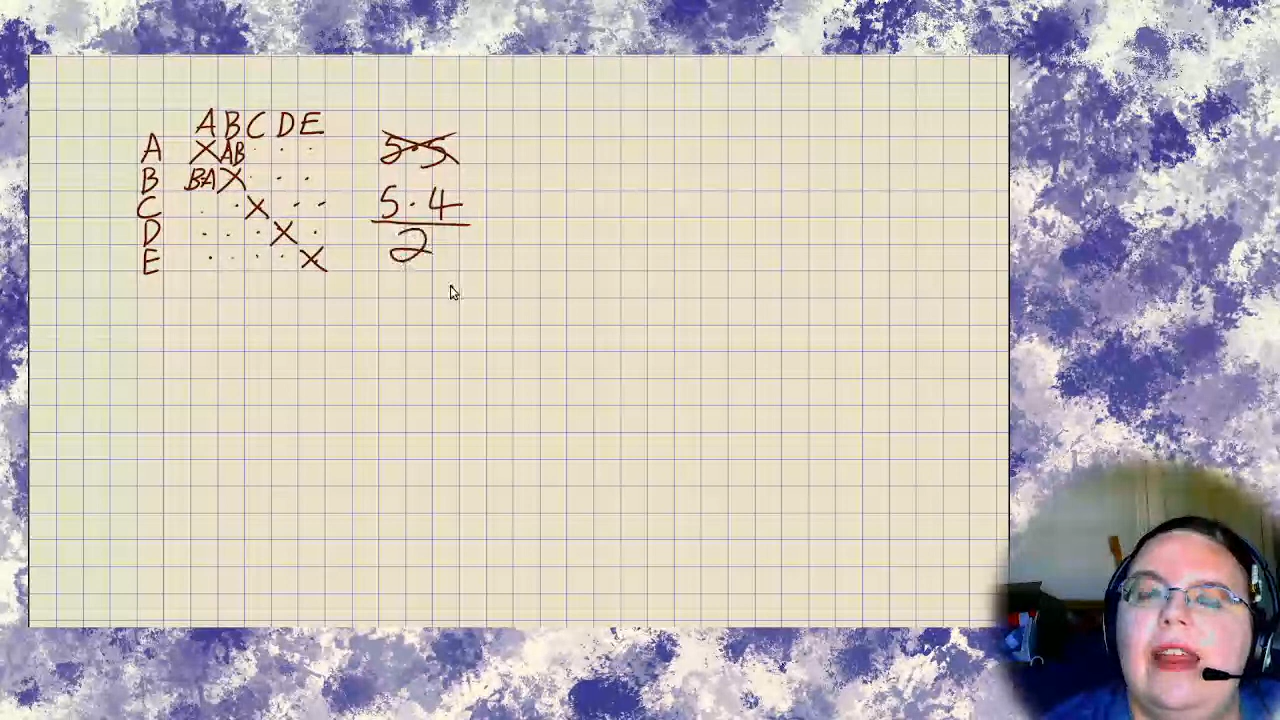 A B C D E
A X AB · · ·
B BA X · · ·
C · · X · ·
D · · · X ·
E · · · · X
5·5
5·4
2